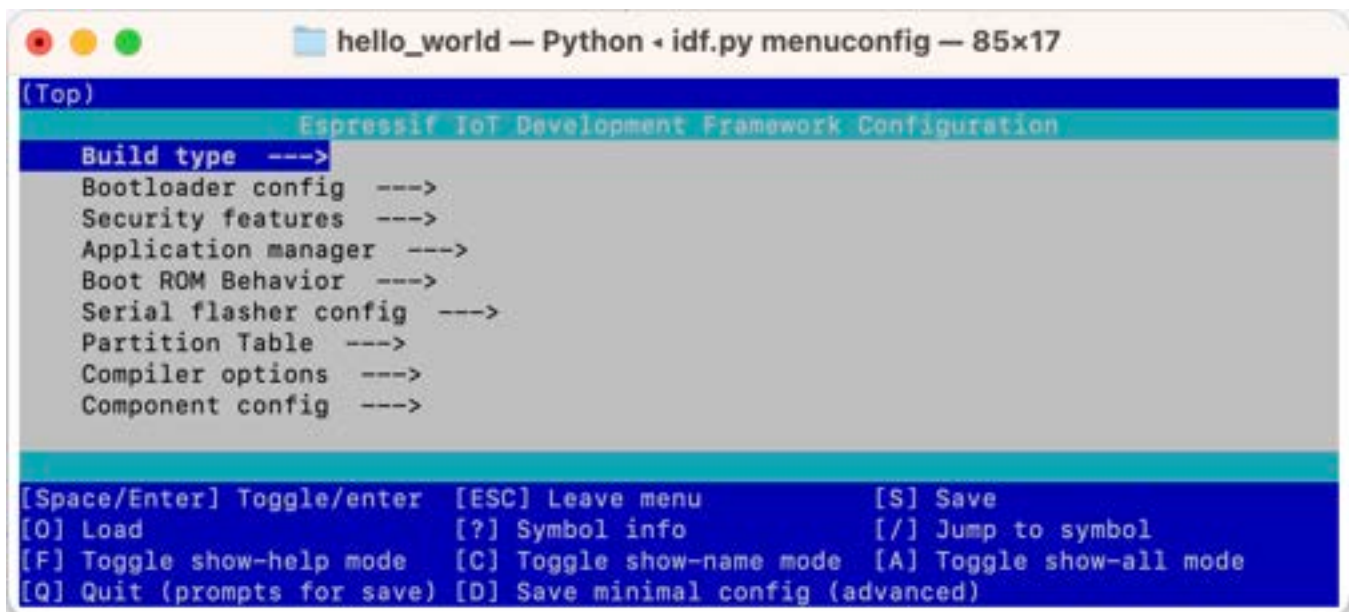 hello_world — Python ◂ idf.py menuconfig — 85×17
(Top)
Espressif IoT Development Framework Configuration
Build type --->
Bootloader config --->
Security features --->
Application manager --->
Boot ROM Behavior --->
Serial flasher config --->
Partition Table --->
Compiler options --->
Component config --->
[Space/Enter] Toggle/enter [ESC] Leave menu [S] Save
[O] Load [?] Symbol info [/] Jump to symbol
[F] Toggle show-help mode [C] Toggle show-name mode [A] Toggle show-all mode
[Q] Quit (prompts for save) [D] Save minimal config (advanced)